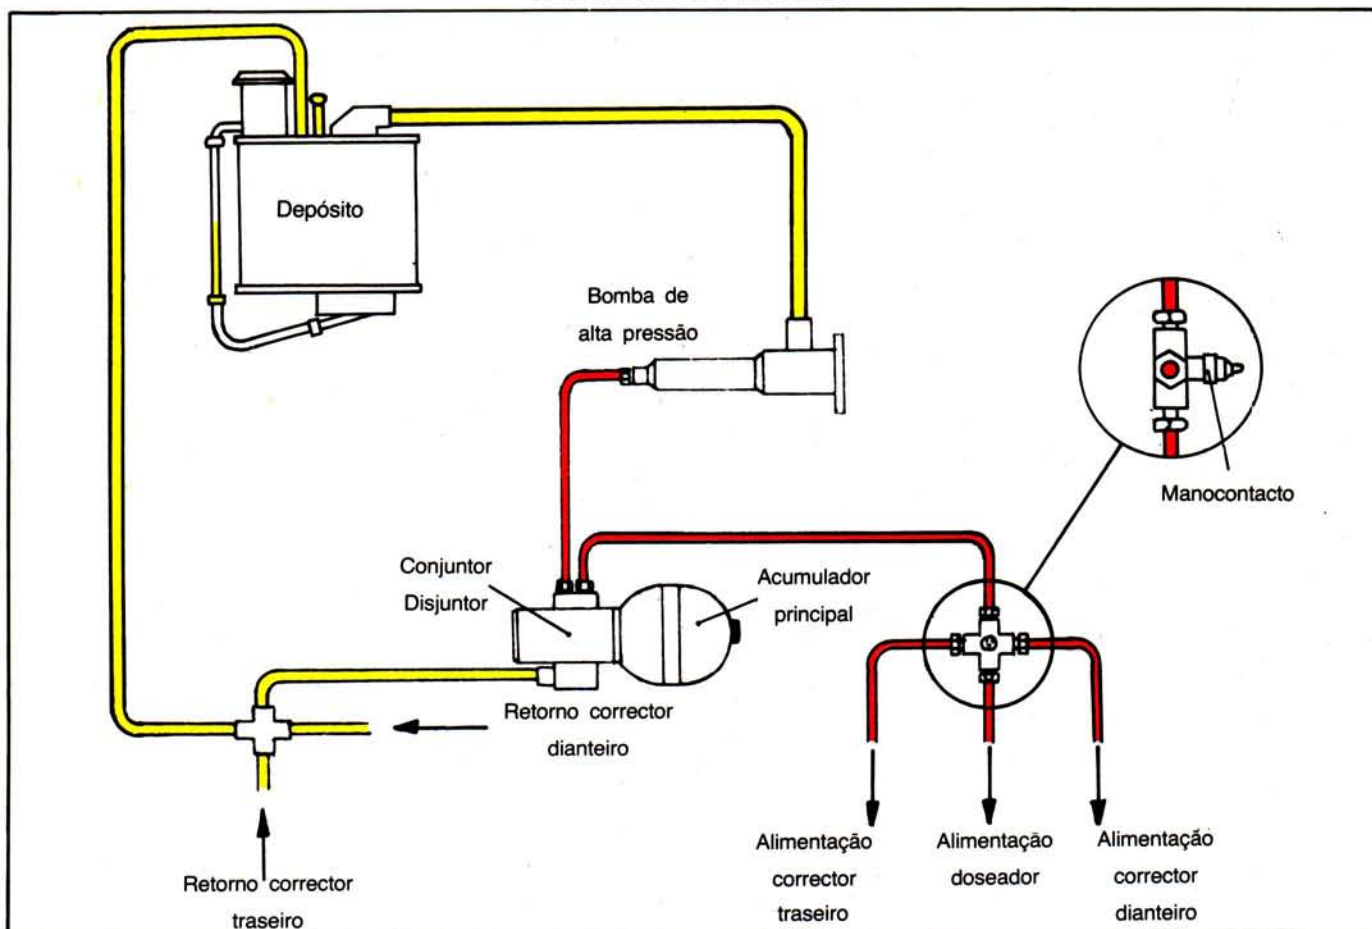 Depósito
Bomba de
alta pressão
Manocontacto
Conjuntor
Disjuntor
Acumulador
principal
Retorno corrector
dianteiro
Retorno corrector
traseiro
Alimentação
corrector
traseiro
Alimentação
doseador
Alimentação
corrector
dianteiro